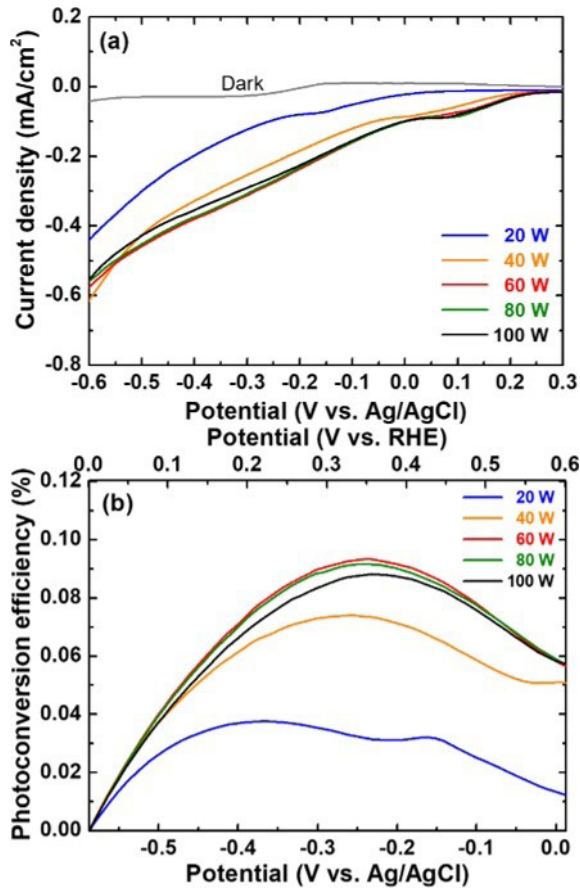 (a)
Dark
20 W
40 W
60 W
80 W
100 W
0.2
0.0
-0.2
-0.4
-0.6
-0.8
Current density (mA/cm²)
-0.6 -0.5 -0.4 -0.3 -0.2 -0.1 0.0 0.1 0.2 0.3
Potential (V vs. Ag/AgCl)
Potential (V vs. RHE)
0.0 0.1 0.2 0.3 0.4 0.5 0.6
(b)
20 W
40 W
60 W
80 W
100 W
0.12
0.10
0.08
0.06
0.04
0.02
0.00
Photoconversion efficiency (%)
-0.5 -0.4 -0.3 -0.2 -0.1 0.0
Potential (V vs. Ag/AgCl)